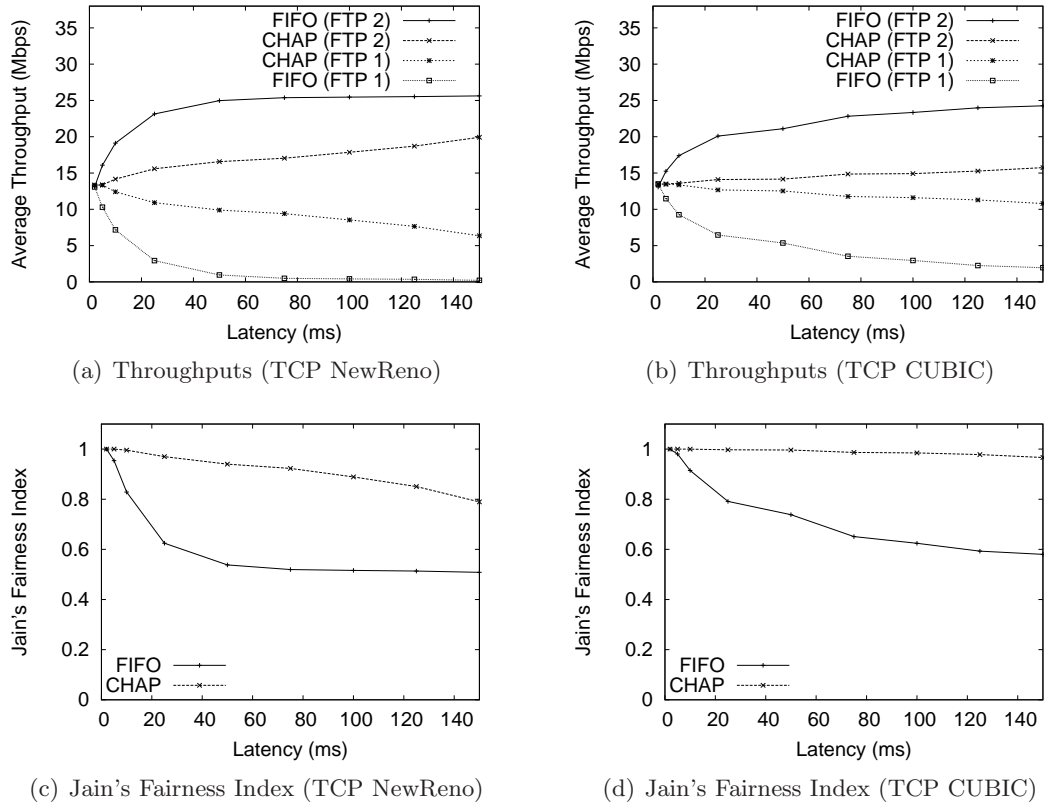 FIFO (FTP 2)
CHAP (FTP 2)
CHAP (FTP 1)
FIFO (FTP 1)
Average Throughput (Mbps)
35
30
25
20
15
10
5
0
0 20 40 60 80 100 120 140
Latency (ms)
(a) Throughputs (TCP NewReno)
FIFO (FTP 2)
CHAP (FTP 2)
CHAP (FTP 1)
FIFO (FTP 1)
Average Throughput (Mbps)
35
30
25
20
15
10
5
0
0 20 40 60 80 100 120 140
Latency (ms)
(b) Throughputs (TCP CUBIC)
Jain's Fairness Index
1
0.8
0.6
0.4
0.2
0
FIFO
CHAP
0 20 40 60 80 100 120 140
Latency (ms)
(c) Jain's Fairness Index (TCP NewReno)
Jain's Fairness Index
1
0.8
0.6
0.4
0.2
0
FIFO
CHAP
0 20 40 60 80 100 120 140
Latency (ms)
(d) Jain's Fairness Index (TCP CUBIC)